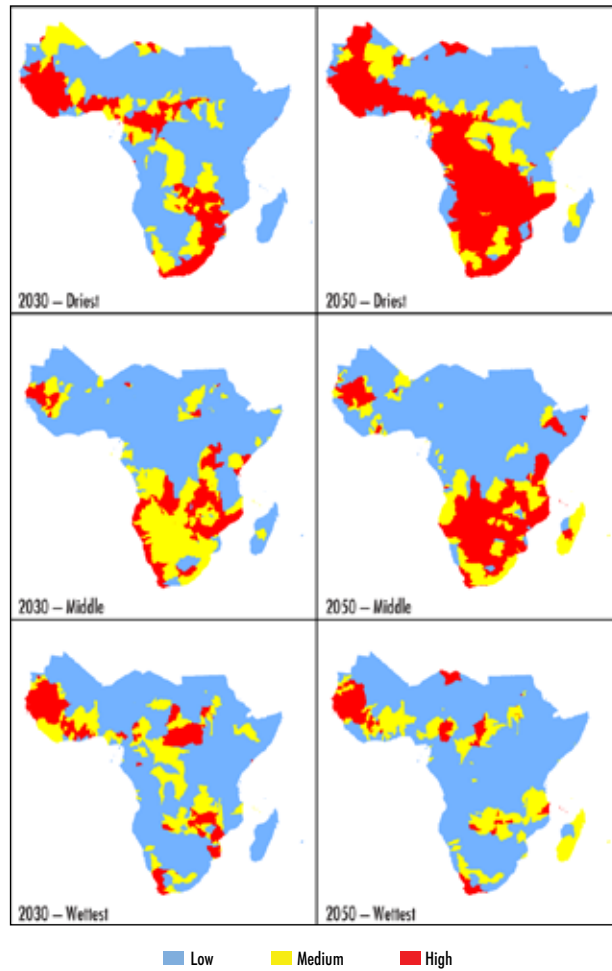 2030 – Driest
2050 – Driest
2030 – Middle
2050 – Middle
2030 – Wettest
2050 – Wettest
Low Medium High